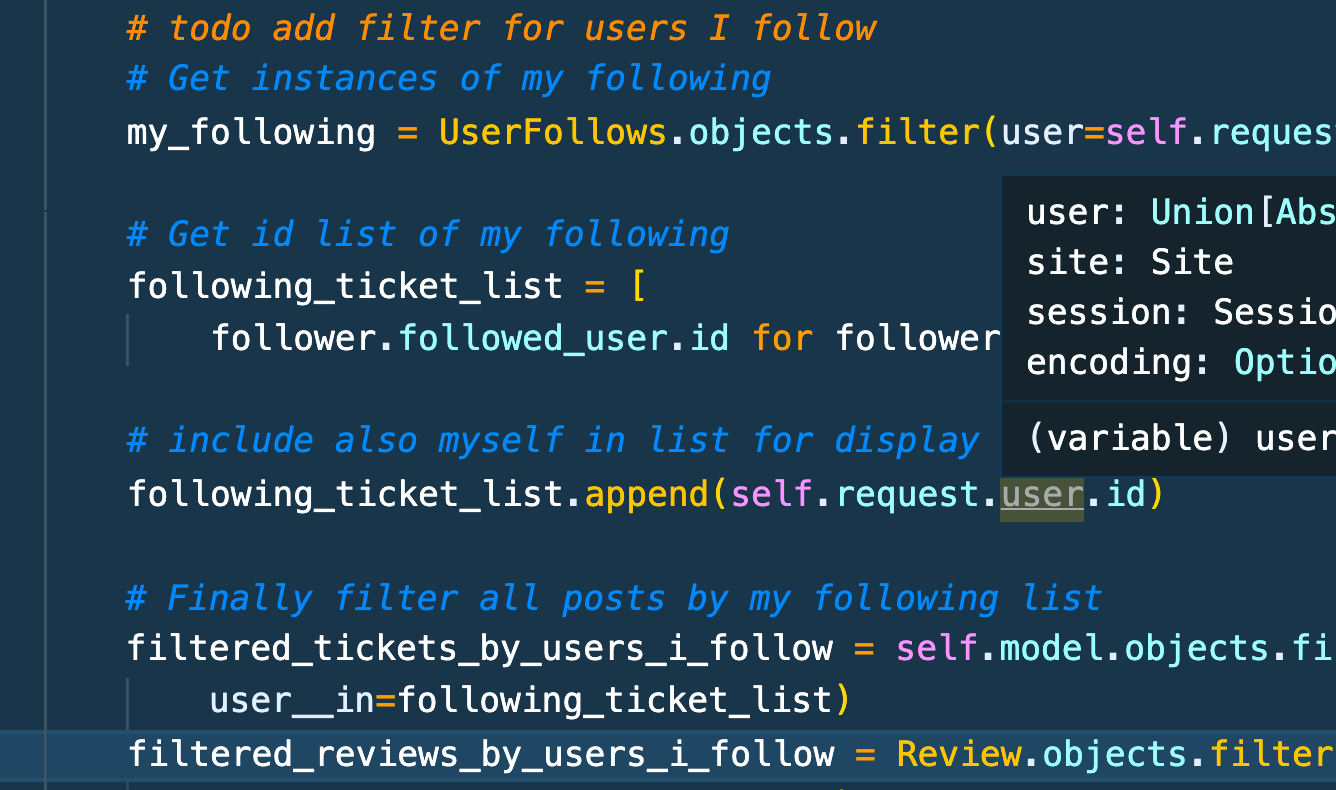 # todo add filter for users I follow
# Get instances of my following
my_following = UserFollows.objects.filter(user=self.reques
# Get id list of my following
following_ticket_list = [
follower.followed_user.id for follower
# include also myself in list for display
following_ticket_list.append(self.request.user.id)
# Finally filter all posts by my following list
filtered_tickets_by_users_i_follow = self.model.objects.fi
user__in=following_ticket_list)
filtered_reviews_by_users_i_follow = Review.objects.filter
user: Union[Abs
site: Site
session: Sessio
encoding: Optio
(variable) user